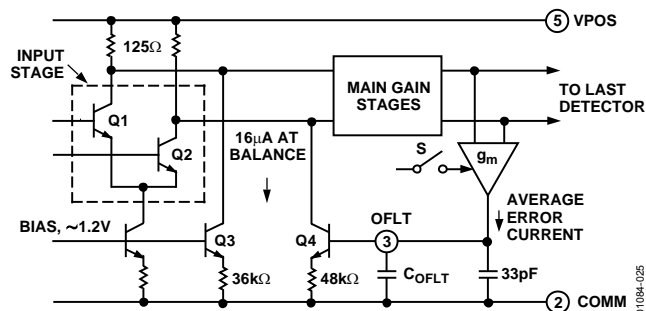 5 VPOS
125Ω
INPUT
STAGE
MAIN GAIN
STAGES
TO LAST
DETECTOR
Q1
Q2
16μA AT
BALANCE
S
gm
AVERAGE
ERROR
CURRENT
BIAS, ~1.2V
OFLT
Q3
Q4
3
36kΩ
48kΩ
COFLT
33pF
2 COMM
01084-025